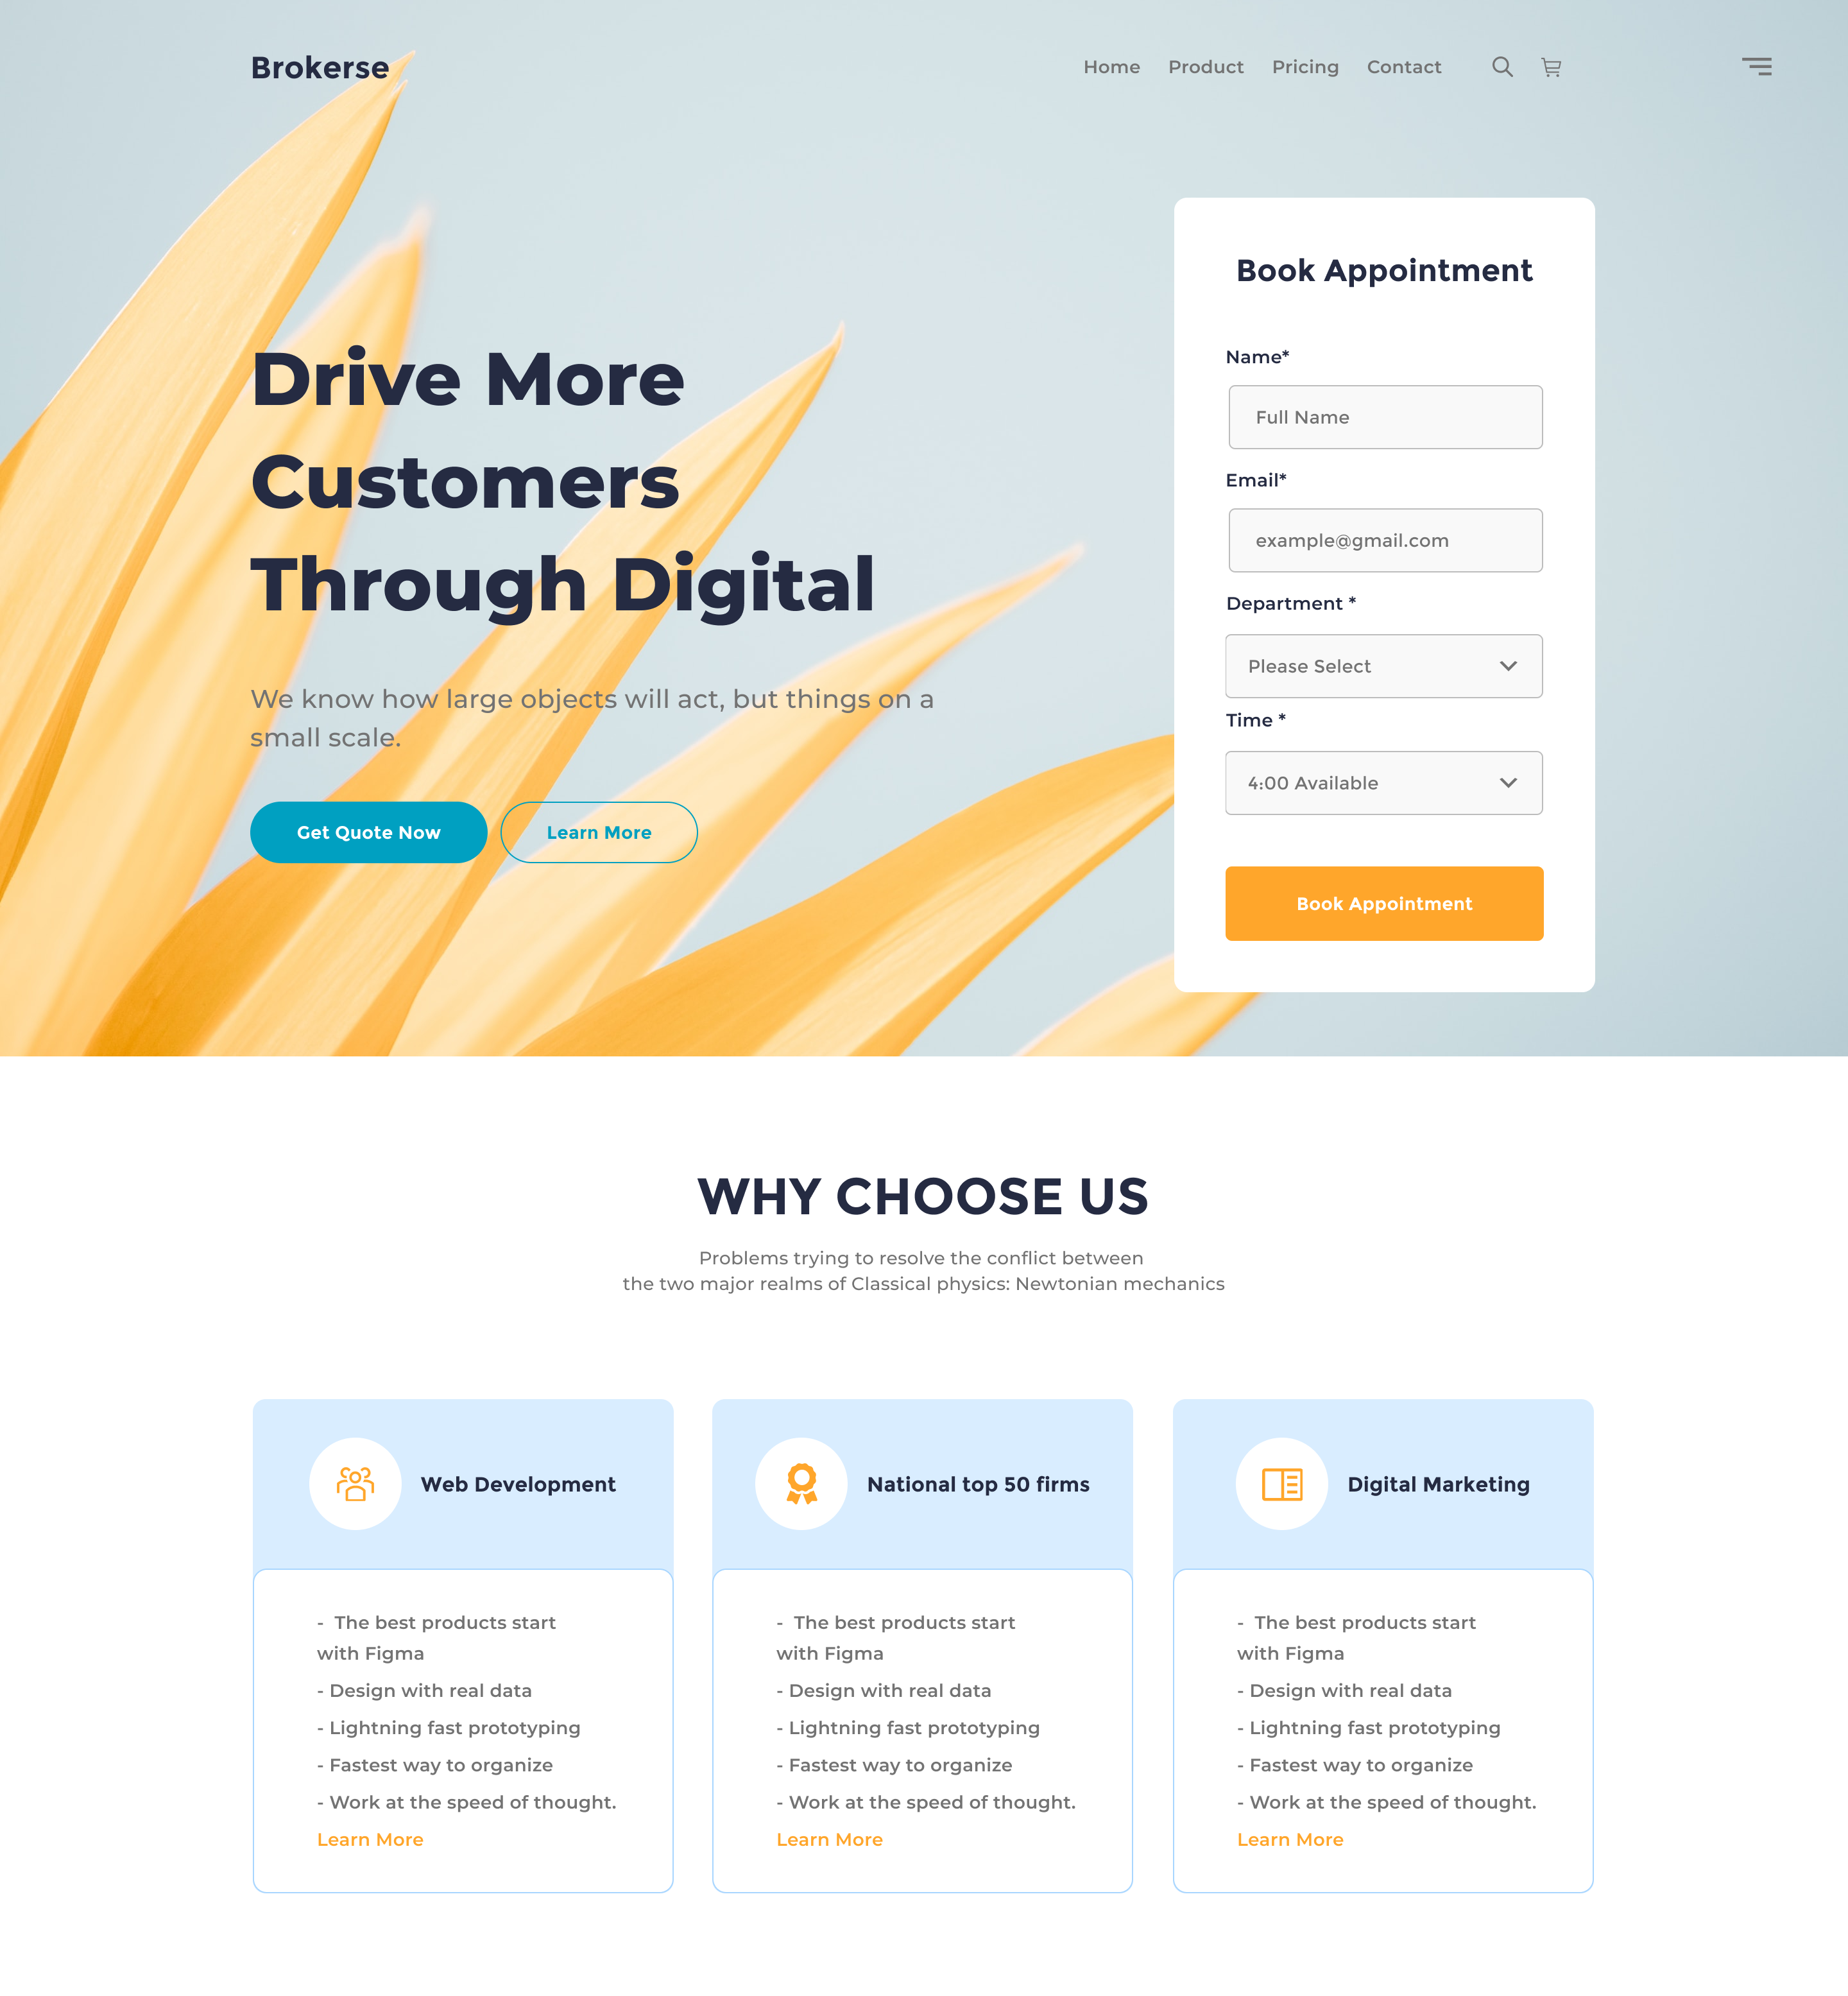 Brokerse
Home Product Pricing Contact
Drive More
Customers
Through Digital
We know how large objects will act, but things on a
small scale.
Get Quote Now
Learn More
Book Appointment
Name*
Full Name
Email*
example@gmail.com
Department *
Please Select
Time *
4:00 Available
Book Appointment
WHY CHOOSE US
Problems trying to resolve the conflict between
the two major realms of Classical physics: Newtonian mechanics
Web Development
- The best products start
with Figma
- Design with real data
- Lightning fast prototyping
- Fastest way to organize
- Work at the speed of thought.
Learn More
National top 50 firms
- The best products start
with Figma
- Design with real data
- Lightning fast prototyping
- Fastest way to organize
- Work at the speed of thought.
Learn More
Digital Marketing
- The best products start
with Figma
- Design with real data
- Lightning fast prototyping
- Fastest way to organize
- Work at the speed of thought.
Learn More